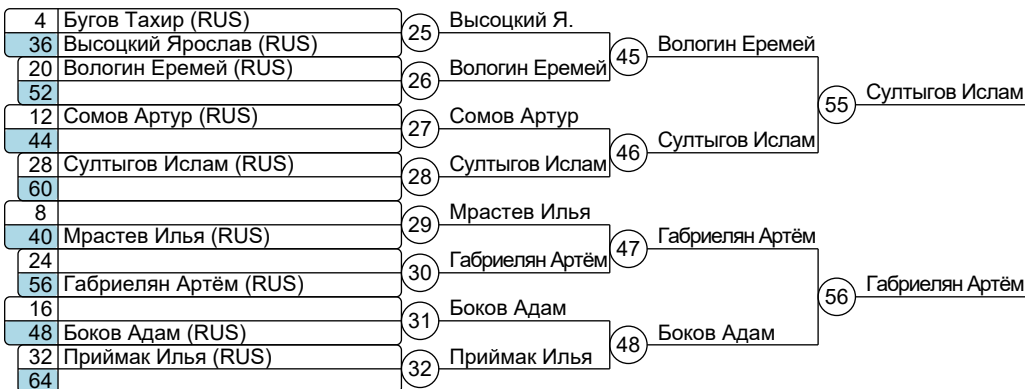 4 Бугов Тахир (RUS)
36 Высоцкий Ярослав (RUS)
25 Высоцкий Я.
20 Вологин Еремей (RUS)
52
26 Вологин Еремей
45 Вологин Еремей
12 Сомов Артур (RUS)
44
27 Сомов Артур
28 Султыгов Ислам (RUS)
60
28 Султыгов Ислам
46 Султыгов Ислам
55 Султыгов Ислам
8
40 Мрастев Илья (RUS)
29 Мрастев Илья
24
56 Габриелян Артём (RUS)
30 Габриелян Артём
47 Габриелян Артём
16
48 Боков Адам (RUS)
31 Боков Адам
32 Приймак Илья (RUS)
64
32 Приймак Илья
48 Боков Адам
56 Габриелян Артём